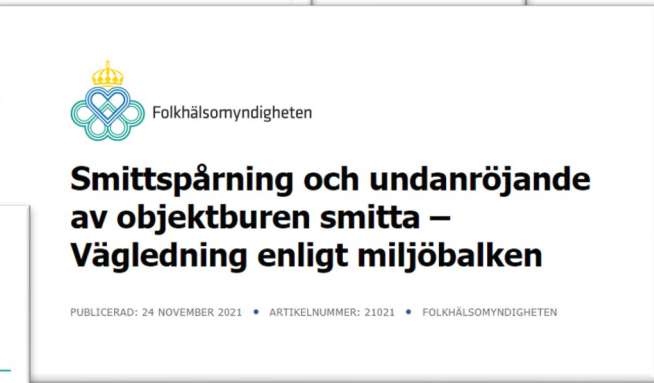 Folkhälsomyndigheten
Smittspårning och undanröjande
av objektburen smitta –
Vägledning enligt miljöbalken
PUBLICERAD: 24 NOVEMBER 2021 • ARTIKELNUMMER: 21021 • FOLKHÄLSOMYNDIGHETEN